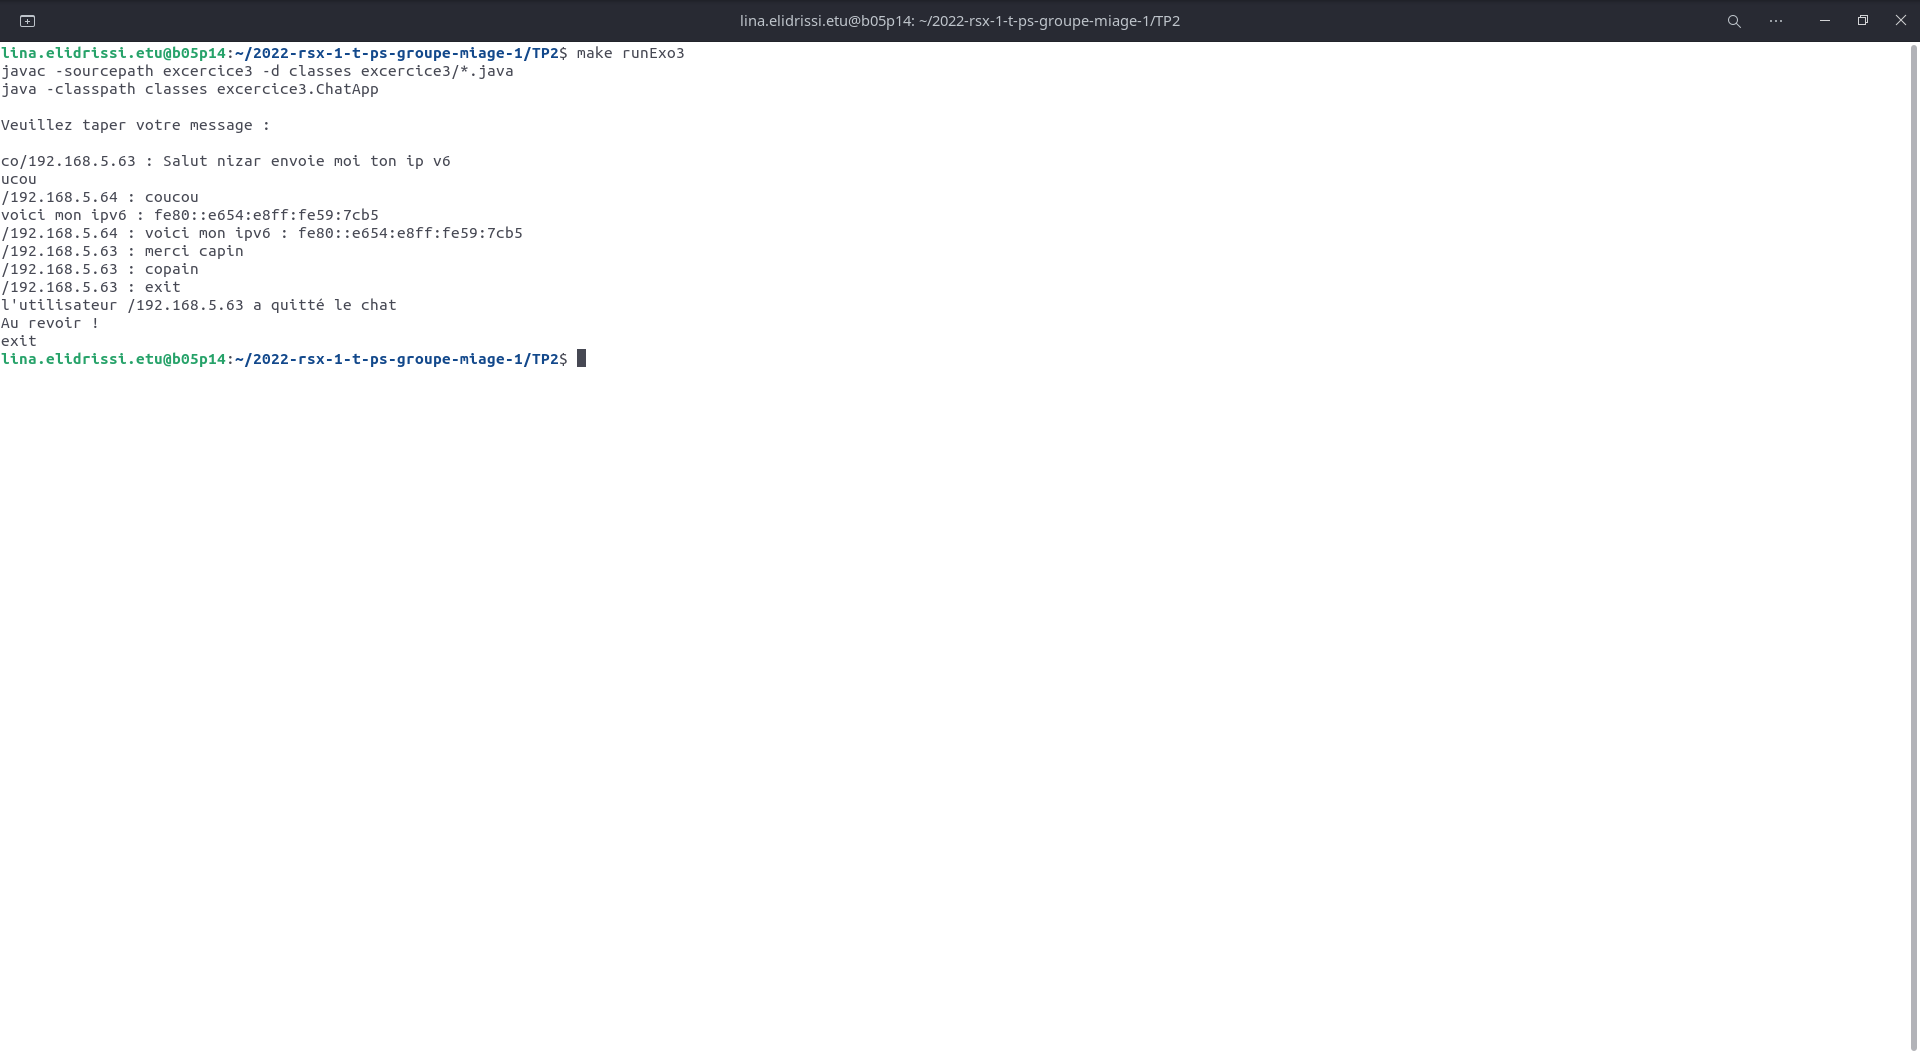 lina.elidrissi.etu@b05p14: ~/2022-rsx-1-t-ps-groupe-miage-1/TP2
lina.elidrissi.etu@b05p14:~/2022-rsx-1-t-ps-groupe-miage-1/TP2$ make runExo3
javac -sourcepath excercice3 -d classes excercice3/*.java
java -classpath classes excercice3.ChatApp
Veuillez taper votre message :
co/192.168.5.63 : Salut nizar envoie moi ton ip v6
ucou
/192.168.5.64 : coucou
voici mon ipv6 : fe80::e654:e8ff:fe59:7cb5
/192.168.5.64 : voici mon ipv6 : fe80::e654:e8ff:fe59:7cb5
/192.168.5.63 : merci capin
/192.168.5.63 : copain
/192.168.5.63 : exit
l'utilisateur /192.168.5.63 a quitté le chat
Au revoir !
exit
lina.elidrissi.etu@b05p14:~/2022-rsx-1-t-ps-groupe-miage-1/TP2$